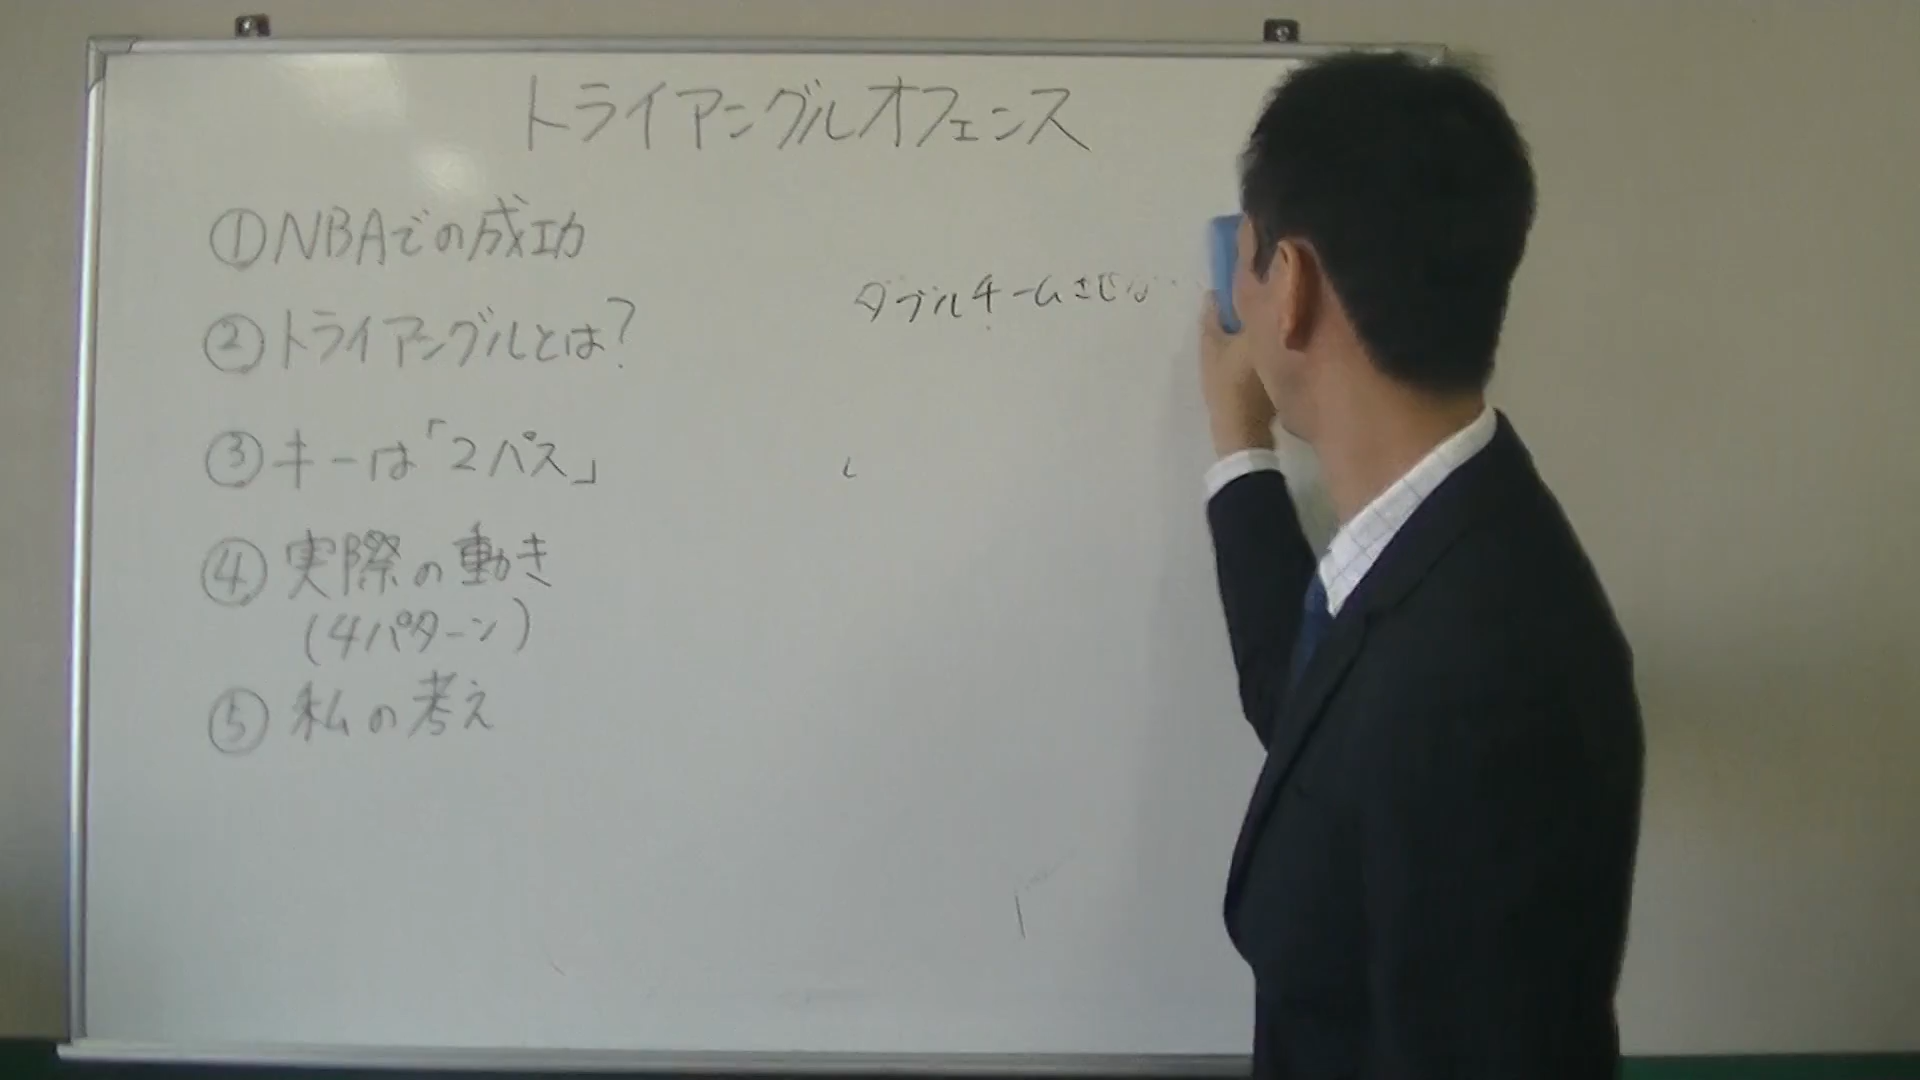 トライアングルオフェンス
①NBAでの成功
②トライアングルとは?
ダブルチームさせな
③キーは「2パス」
④実際の動き
(4パターン)
⑤私の考え